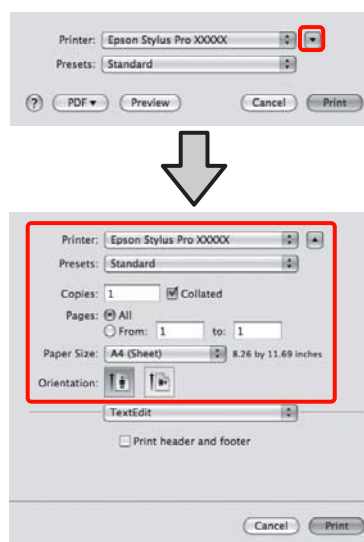 Printer: Epson Stylus Pro XXXXX
Presets: Standard
? PDF Preview Cancel Print
Printer: Epson Stylus Pro XXXXX
Presets: Standard
Copies: 1 Collated
Pages: All
From: 1 to: 1
Paper Size: A4 (Sheet) 8.26 by 11.69 inches
Orientation:
TextEdit
Print header and footer
Cancel Print